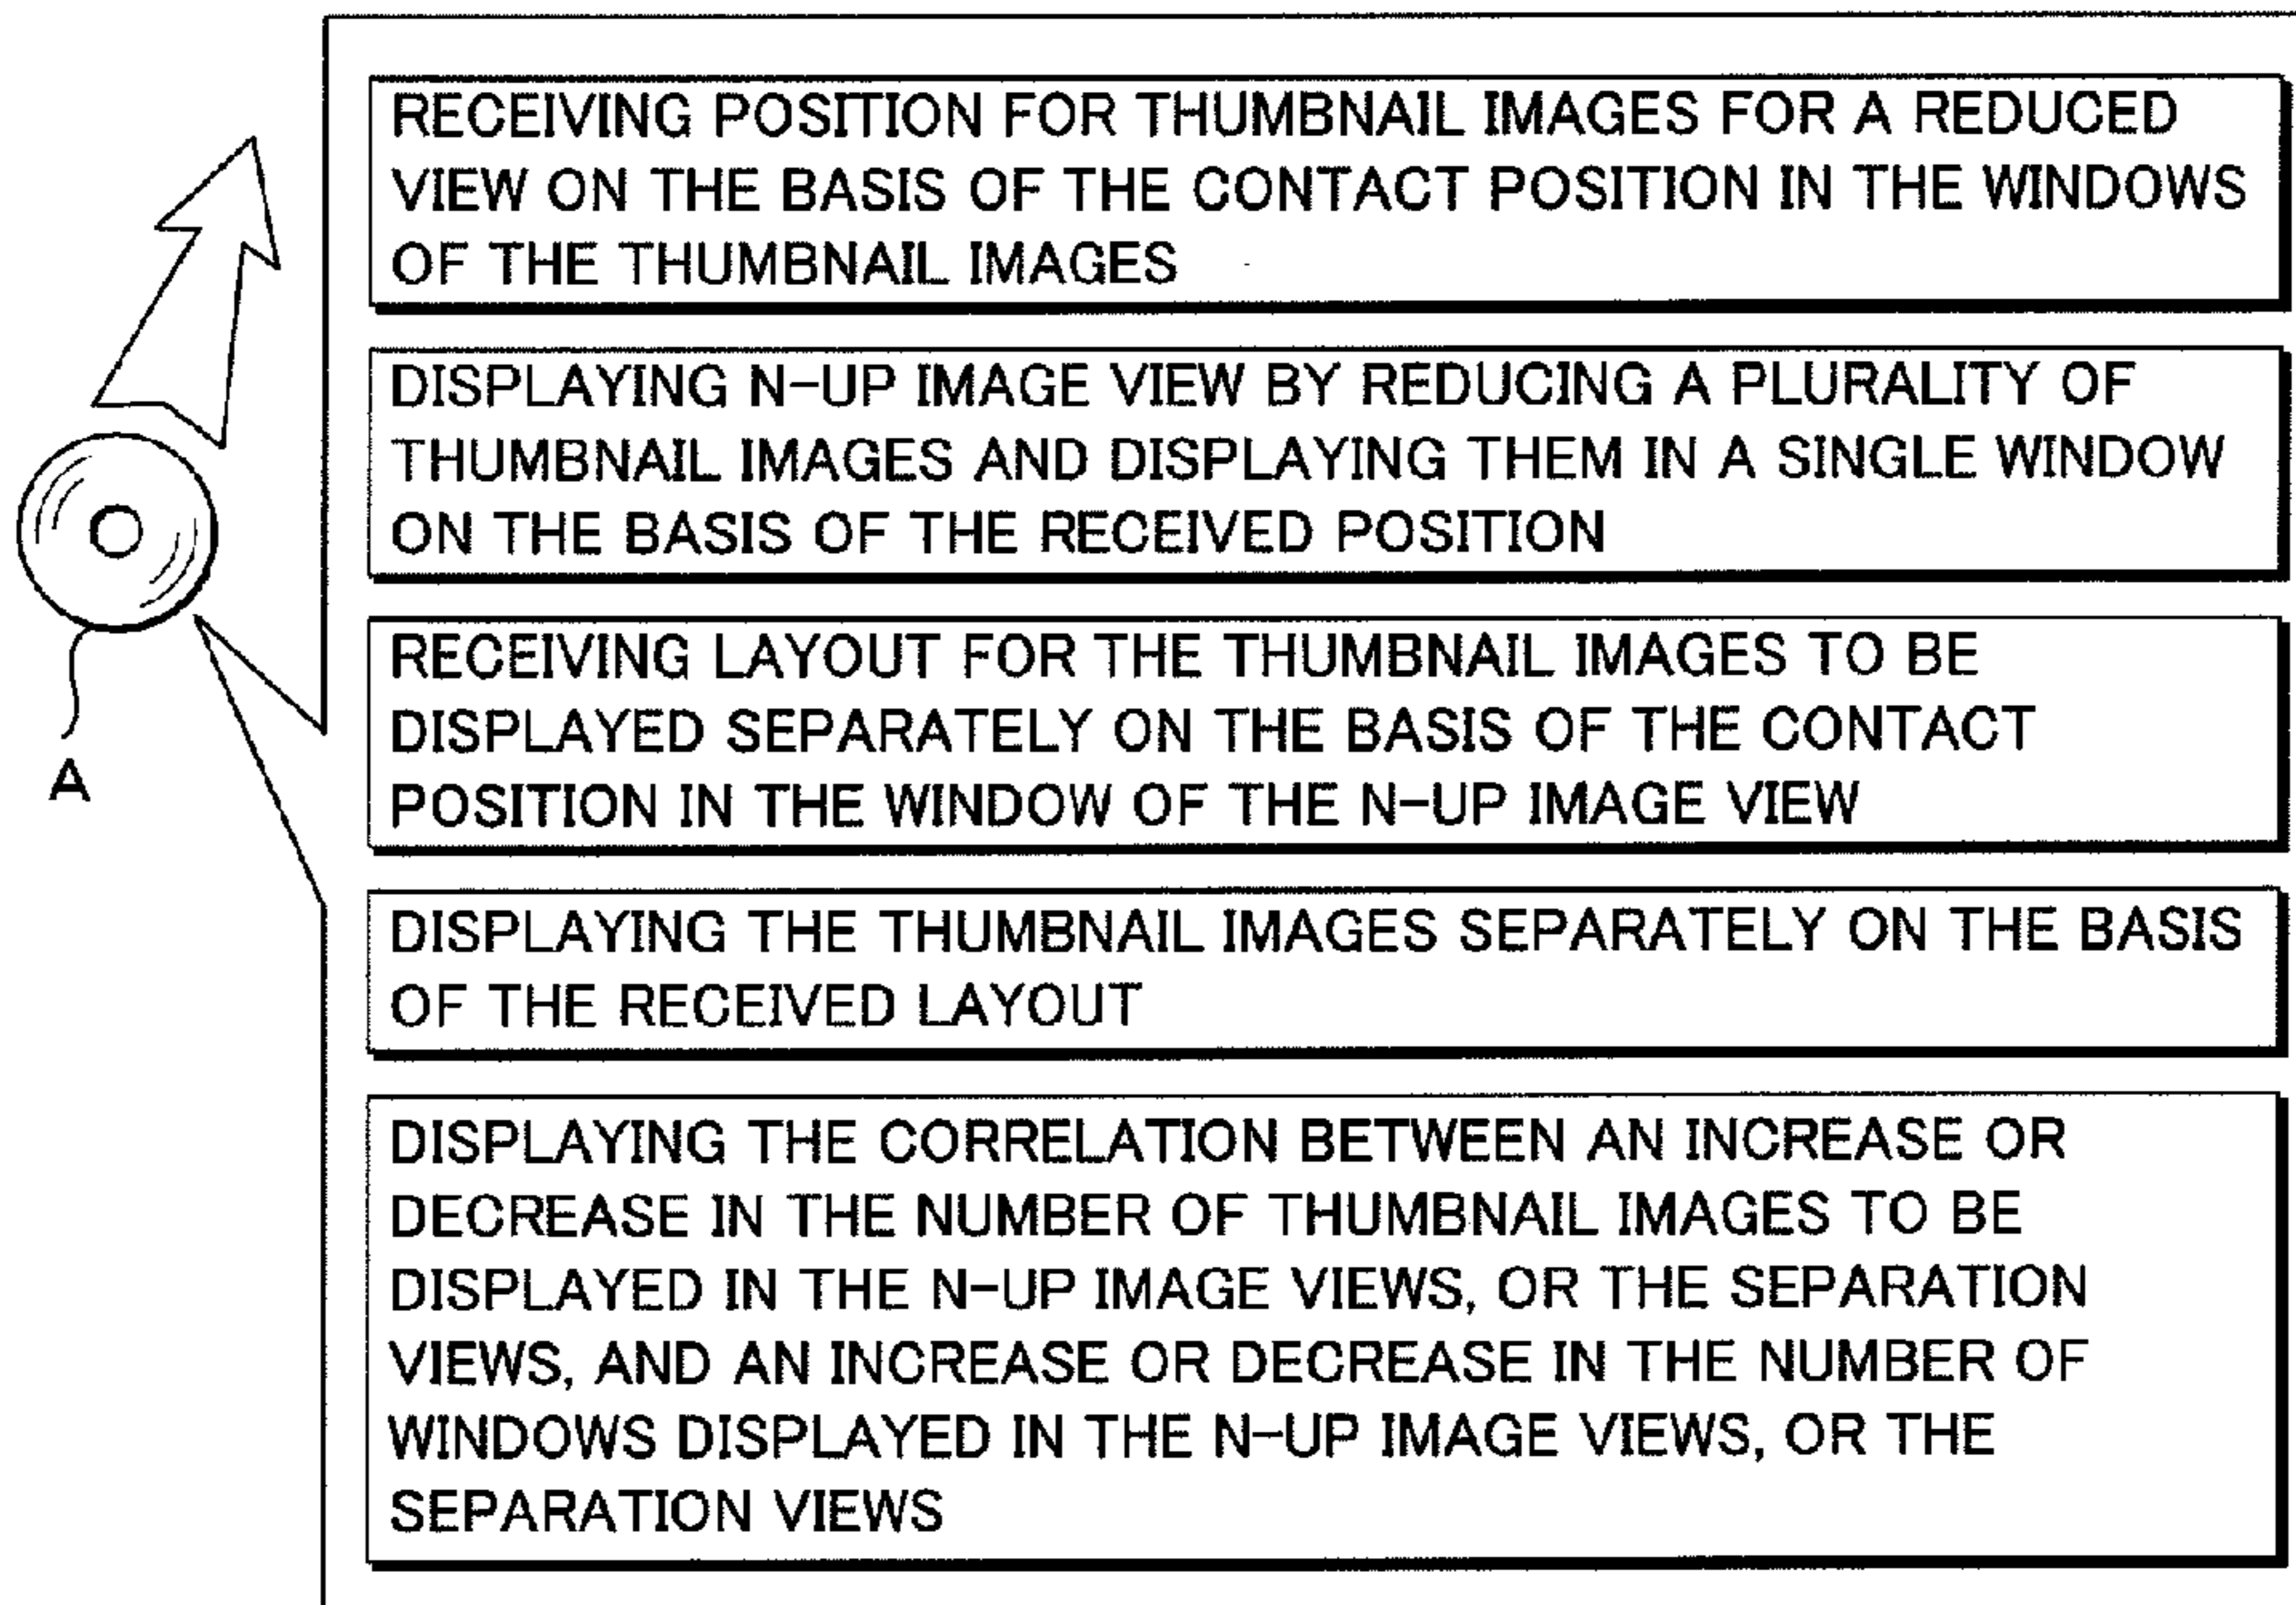 RECEIVING POSITION FOR THUMBNAIL IMAGES FOR A REDUCED
VIEW ON THE BASIS OF THE CONTACT POSITION IN THE WINDOWS
OF THE THUMBNAIL IMAGES
DISPLAYING N-UP IMAGE VIEW BY REDUCING A PLURALITY OF
THUMBNAIL IMAGES AND DISPLAYING THEM IN A SINGLE WINDOW
ON THE BASIS OF THE RECEIVED POSITION
RECEIVING LAYOUT FOR THE THUMBNAIL IMAGES TO BE
DISPLAYED SEPARATELY ON THE BASIS OF THE CONTACT
POSITION IN THE WINDOW OF THE N-UP IMAGE VIEW
A
DISPLAYING THE THUMBNAIL IMAGES SEPARATELY ON THE BASIS
OF THE RECEIVED LAYOUT
DISPLAYING THE CORRELATION BETWEEN AN INCREASE OR
DECREASE IN THE NUMBER OF THUMBNAIL IMAGES TO BE
DISPLAYED IN THE N-UP IMAGE VIEWS, OR THE SEPARATION
VIEWS, AND AN INCREASE OR DECREASE IN THE NUMBER OF
WINDOWS DISPLAYED IN THE N-UP IMAGE VIEWS, OR THE
SEPARATION VIEWS